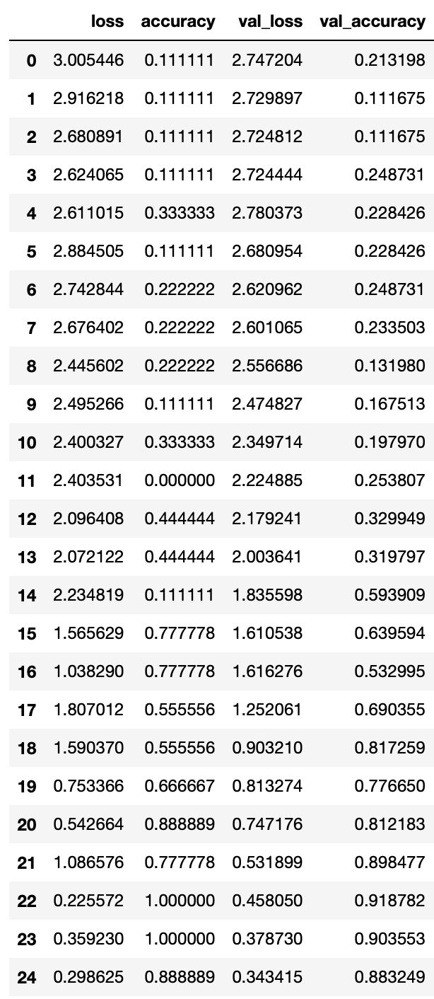 loss accuracy val_loss val_accuracy
0 3.005446 0.111111 2.747204 0.213198
1 2.916218 0.111111 2.729897 0.111675
2 2.680891 0.111111 2.724812 0.111675
3 2.624065 0.111111 2.724444 0.248731
4 2.611015 0.333333 2.780373 0.228426
5 2.884505 0.111111 2.680954 0.228426
6 2.742844 0.222222 2.620962 0.248731
7 2.676402 0.222222 2.601065 0.233503
8 2.445602 0.222222 2.556686 0.131980
9 2.495266 0.111111 2.474827 0.167513
10 2.400327 0.333333 2.349714 0.197970
11 2.403531 0.000000 2.224885 0.253807
12 2.096408 0.444444 2.179241 0.329949
13 2.072122 0.444444 2.003641 0.319797
14 2.234819 0.111111 1.835598 0.593909
15 1.565629 0.777778 1.610538 0.639594
16 1.038290 0.777778 1.616276 0.532995
17 1.807012 0.555556 1.252061 0.690355
18 1.590370 0.555556 0.903210 0.817259
19 0.753366 0.666667 0.813274 0.776650
20 0.542664 0.888889 0.747176 0.812183
21 1.086576 0.777778 0.531899 0.898477
22 0.225572 1.000000 0.458050 0.918782
23 0.359230 1.000000 0.378730 0.903553
24 0.298625 0.888889 0.343415 0.883249